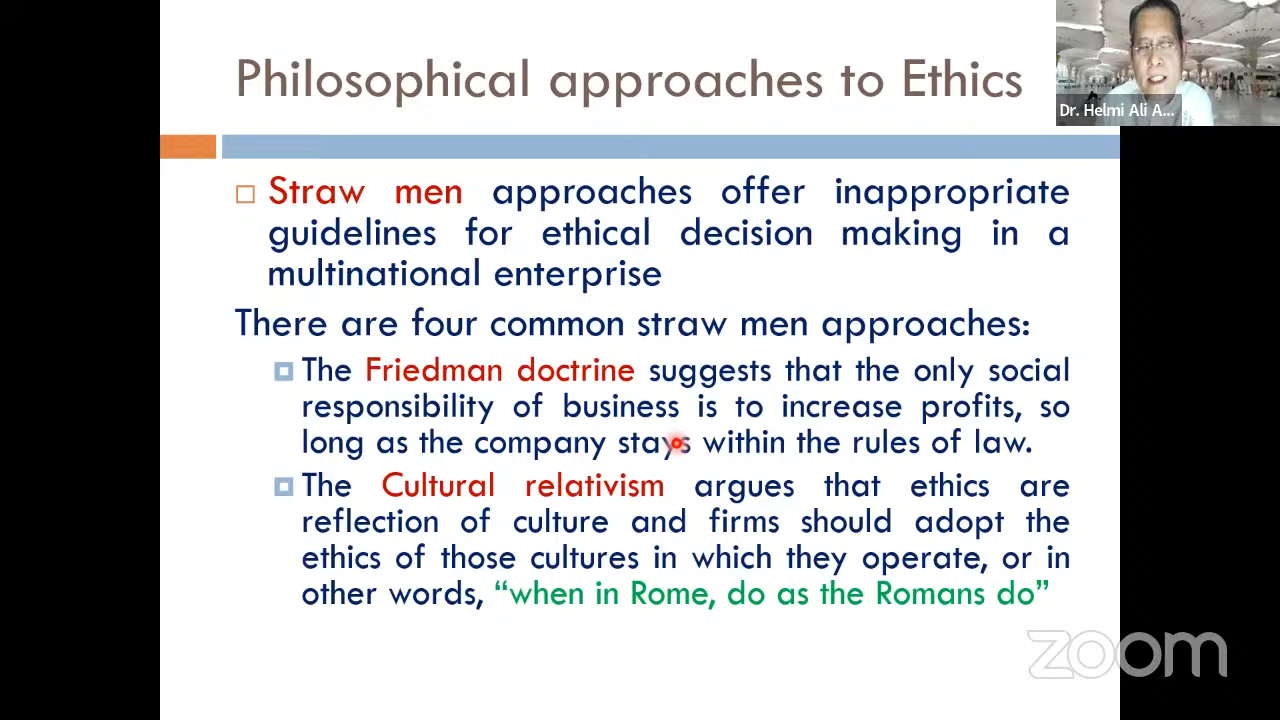 Philosophical approaches to Ethics
Dr. Helmi Ali A...
Straw men approaches offer inappropriate
guidelines for ethical decision making in a
multinational enterprise
There are four common straw men approaches:
The Friedman doctrine suggests that the only social
responsibility of business is to increase profits, so
long as the company stays within the rules of law.
The Cultural relativism argues that ethics are
reflection of culture and firms should adopt the
ethics of those cultures in which they operate, or in
other words, “when in Rome, do as the Romans do”
zoom